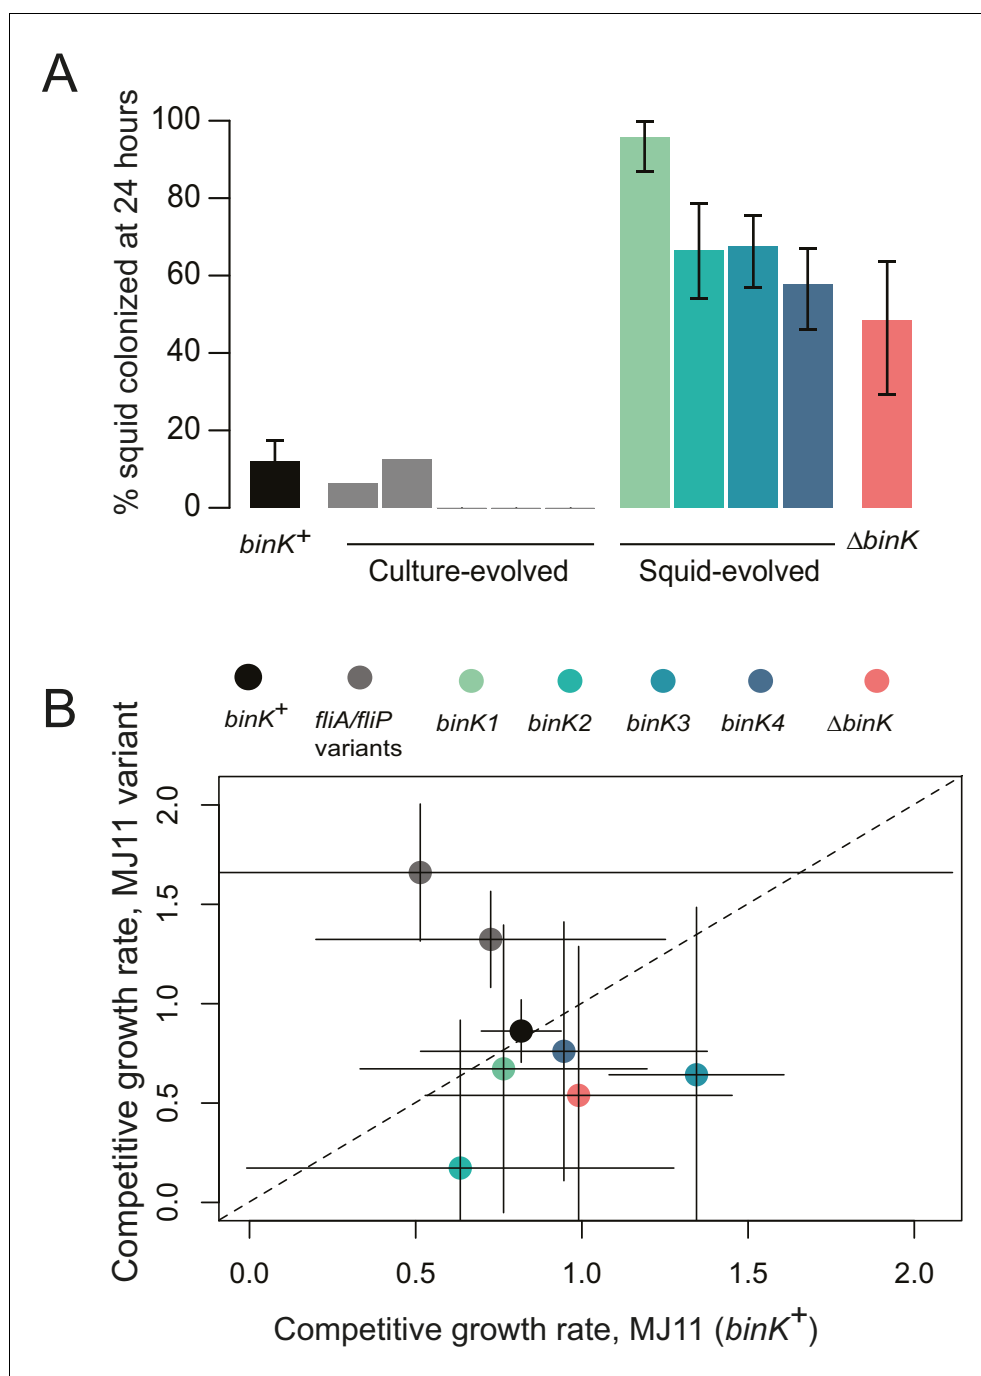 A
% squid colonized at 24 hours
100
80
60
40
20
0
binK+
Culture-evolved
Squid-evolved
ΔbinK
B
binK+
fliA/fliP
variants
binK1
binK2
binK3
binK4
ΔbinK
Competitive growth rate, MJ11 variant
2.0
1.5
1.0
0.5
0.0
0.0
0.5
1.0
1.5
2.0
Competitive growth rate, MJ11 (binK+)